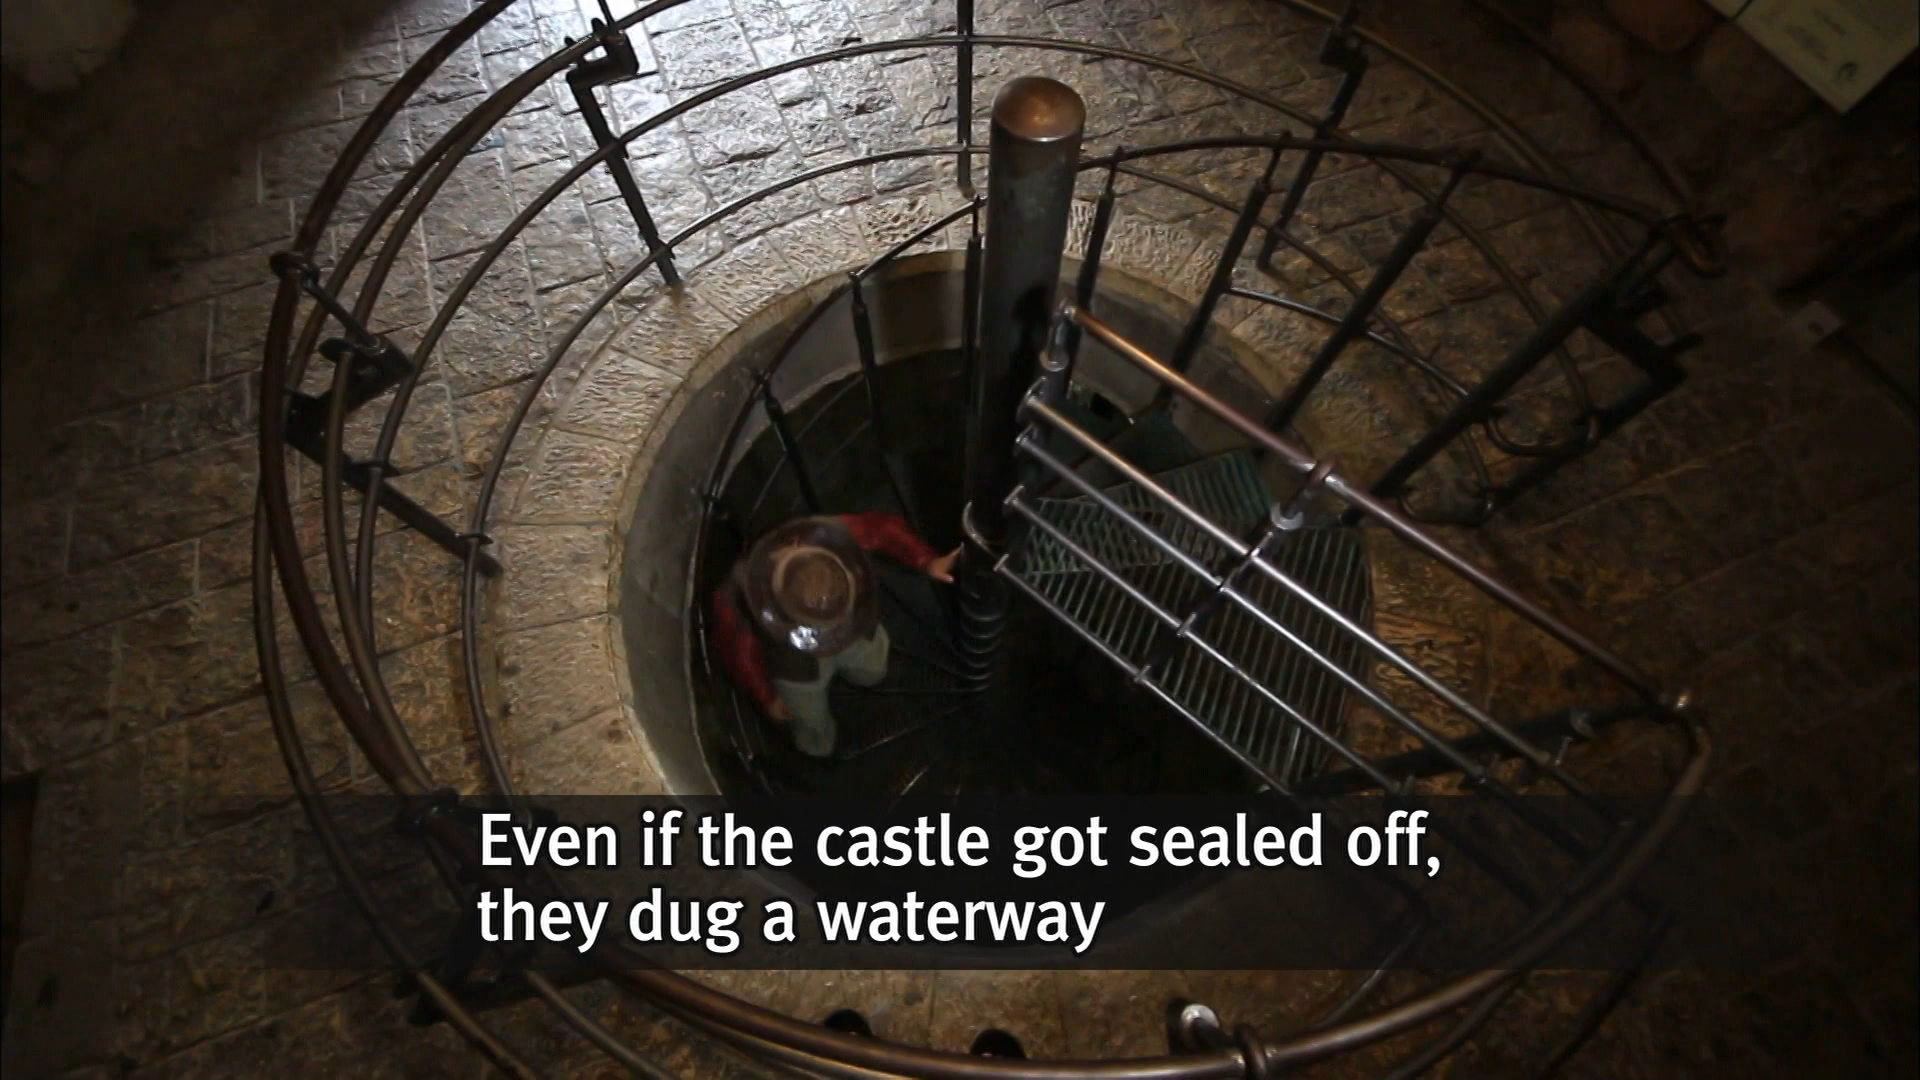 Even if the castle got sealed off,
they dug a waterway